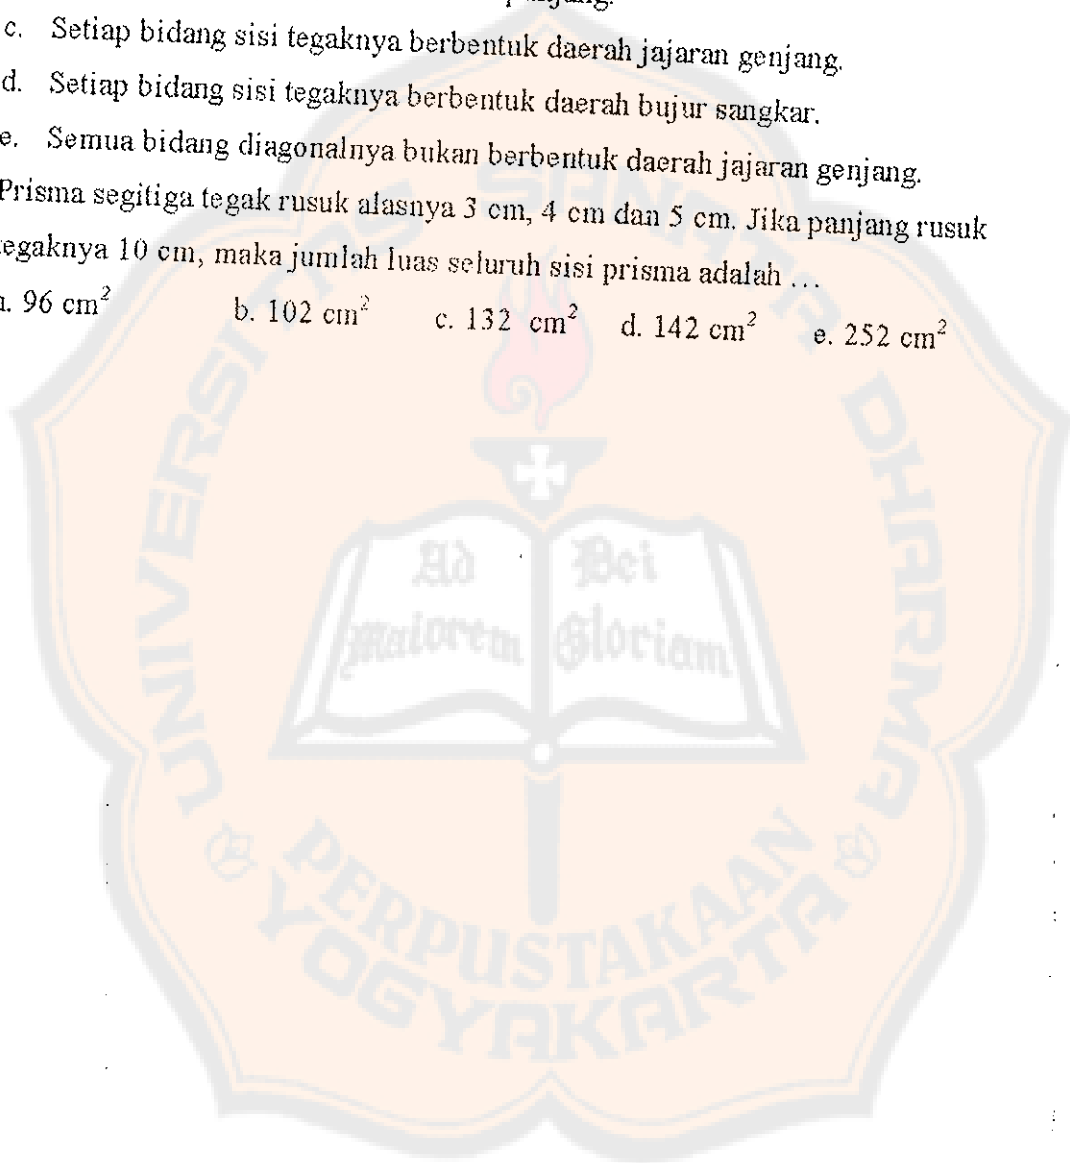 c. Setiap bidang sisi tegaknya berbentuk daerah jajaran genjang.
d. Setiap bidang sisi tegaknya berbentuk daerah bujur sangkar.
e. Semua bidang diagonalnya bukan berbentuk daerah jajaran genjang.
Prisma segitiga tegak rusuk alasnya 3 cm, 4 cm dan 5 cm. Jika panjang rusuk
tegaknya 10 cm, maka jumlah luas seluruh sisi prisma adalah …
a. 96 cm² b. 102 cm² c. 132 cm² d. 142 cm² e. 252 cm²
UNIVERSITAS SANATA DHARMA
Ad Dei
Maiorem Gloriam
PERPUSTAKAAN
YOGYAKARTA